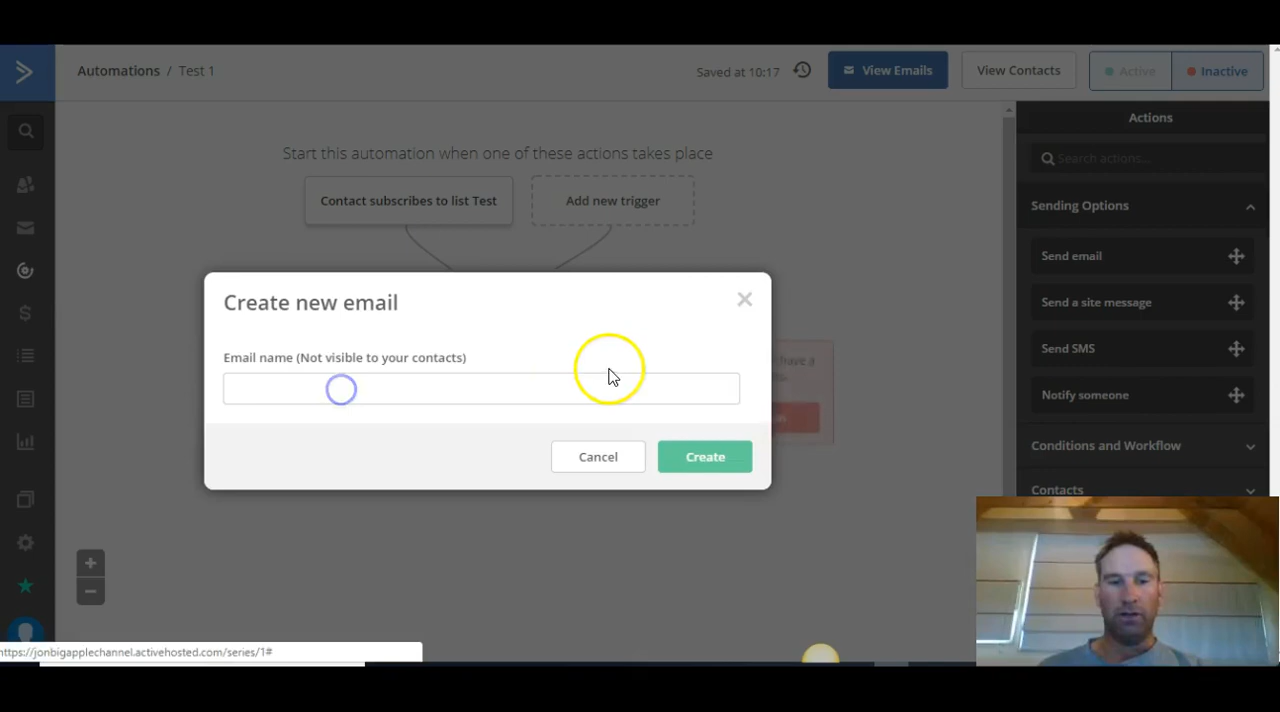 Automations / Test 1
Saved at 10:17
View Emails
View Contacts
Active
Inactive
Actions
Start this automation when one of these actions takes place
Search actions...
Contact subscribes to list Test
Add new trigger
Sending Options
Send email
Create new email
Send a site message
Email name (Not visible to your contacts)
Send SMS
have a
Notify someone
Conditions and Workflow
Cancel
Create
Contacts
https://jonbigapplechannel.activehosted.com/series/1#